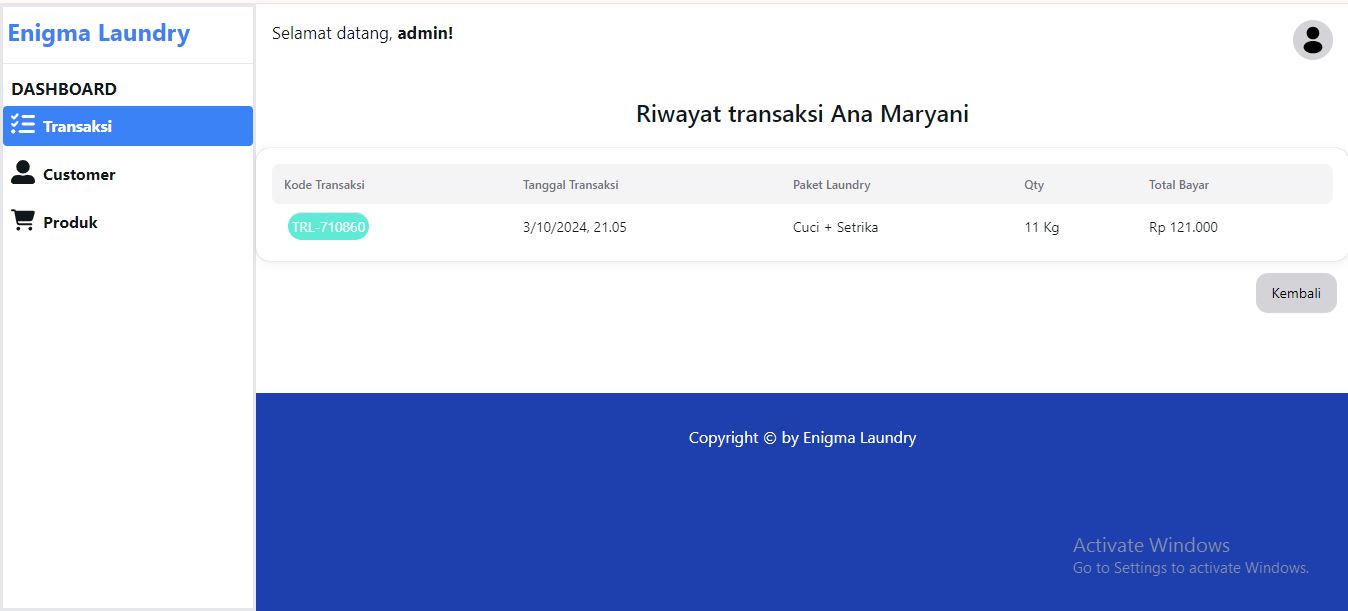 Enigma Laundry
Selamat datang, admin!
DASHBOARD
Transaksi
Customer
Produk
Riwayat transaksi Ana Maryani
Kode Transaksi Tanggal Transaksi Paket Laundry Qty Total Bayar
TRL-710860 3/10/2024, 21.05 Cuci + Setrika 11 Kg Rp 121.000
Kembali
Copyright © by Enigma Laundry
Activate Windows
Go to Settings to activate Windows.